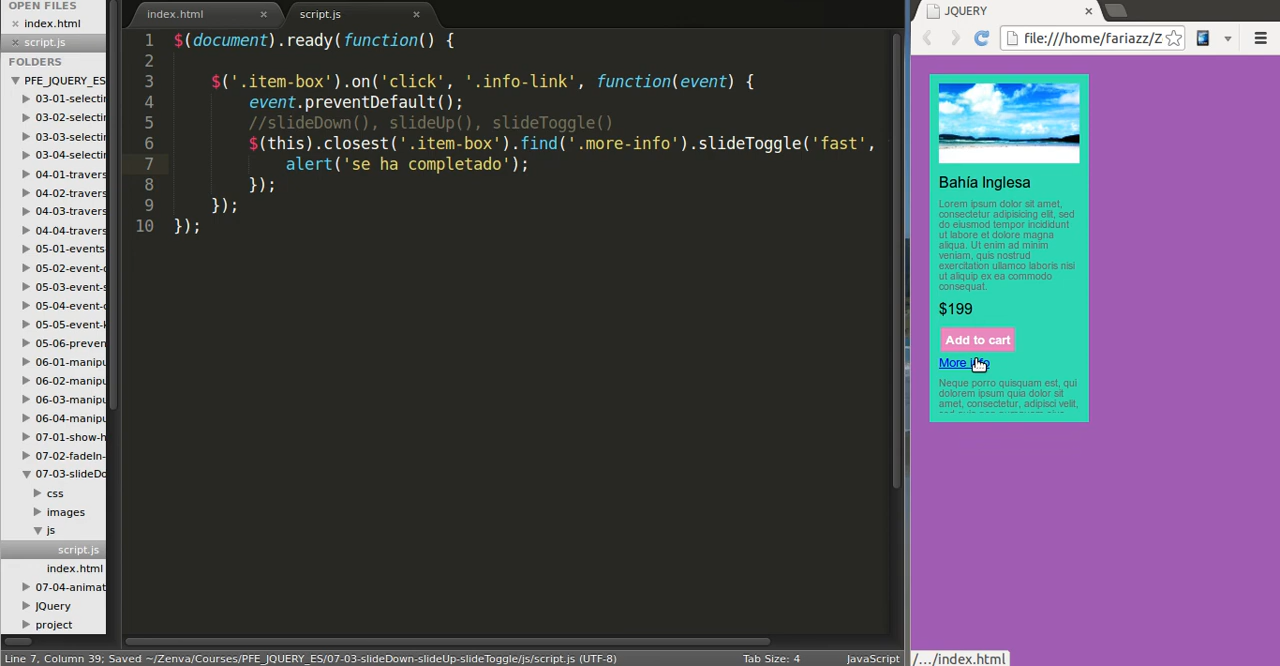 OPEN FILES
index.html
script.js
FOLDERS
PFE_JQUERY_ES
03-01-selectin
03-02-selectin
03-03-selectin
03-04-selectin
04-01-travers
04-02-travers
04-03-travers
04-04-travers
05-01-events
05-02-event-c
05-03-event-s
05-04-event-c
05-05-event-k
05-06-preven
06-01-manipu
06-02-manipu
06-03-manipu
06-04-manipu
07-01-show-h
07-02-fadeIn-
07-03-slideDo
css
images
js
script.js
index.html
07-04-animat
JQuery
project
index.html
script.js
1 $(document).ready(function() {
2
3 $('.item-box').on('click', '.info-link', function(event) {
4 event.preventDefault();
5 //slideDown(), slideUp(), slideToggle()
6 $(this).closest('.item-box').find('.more-info').slideToggle('fast',
7 alert('se ha completado');
8 });
9 });
10 });
Line 7, Column 39; Saved ~/Zenva/Courses/PFE_JQUERY_ES/07-03-slideDown-slideUp-slideToggle/js/script.js (UTF-8)
Tab Size: 4
JavaScript
JQUERY
file:///home/fariazz/Z
Bahía Inglesa
Lorem ipsum dolor sit amet,
consectetur adipisicing elit, sed
do eiusmod tempor incididunt
ut labore et dolore magna
aliqua. Ut enim ad minim
veniam, quis nostrud
exercitation ullamco laboris nisi
ut aliquip ex ea commodo
consequat.
$199
Add to cart
More info
Neque porro quisquam est, qui
dolorem ipsum quia dolor sit
amet, consectetur, adipisci velit,
/.../index.html